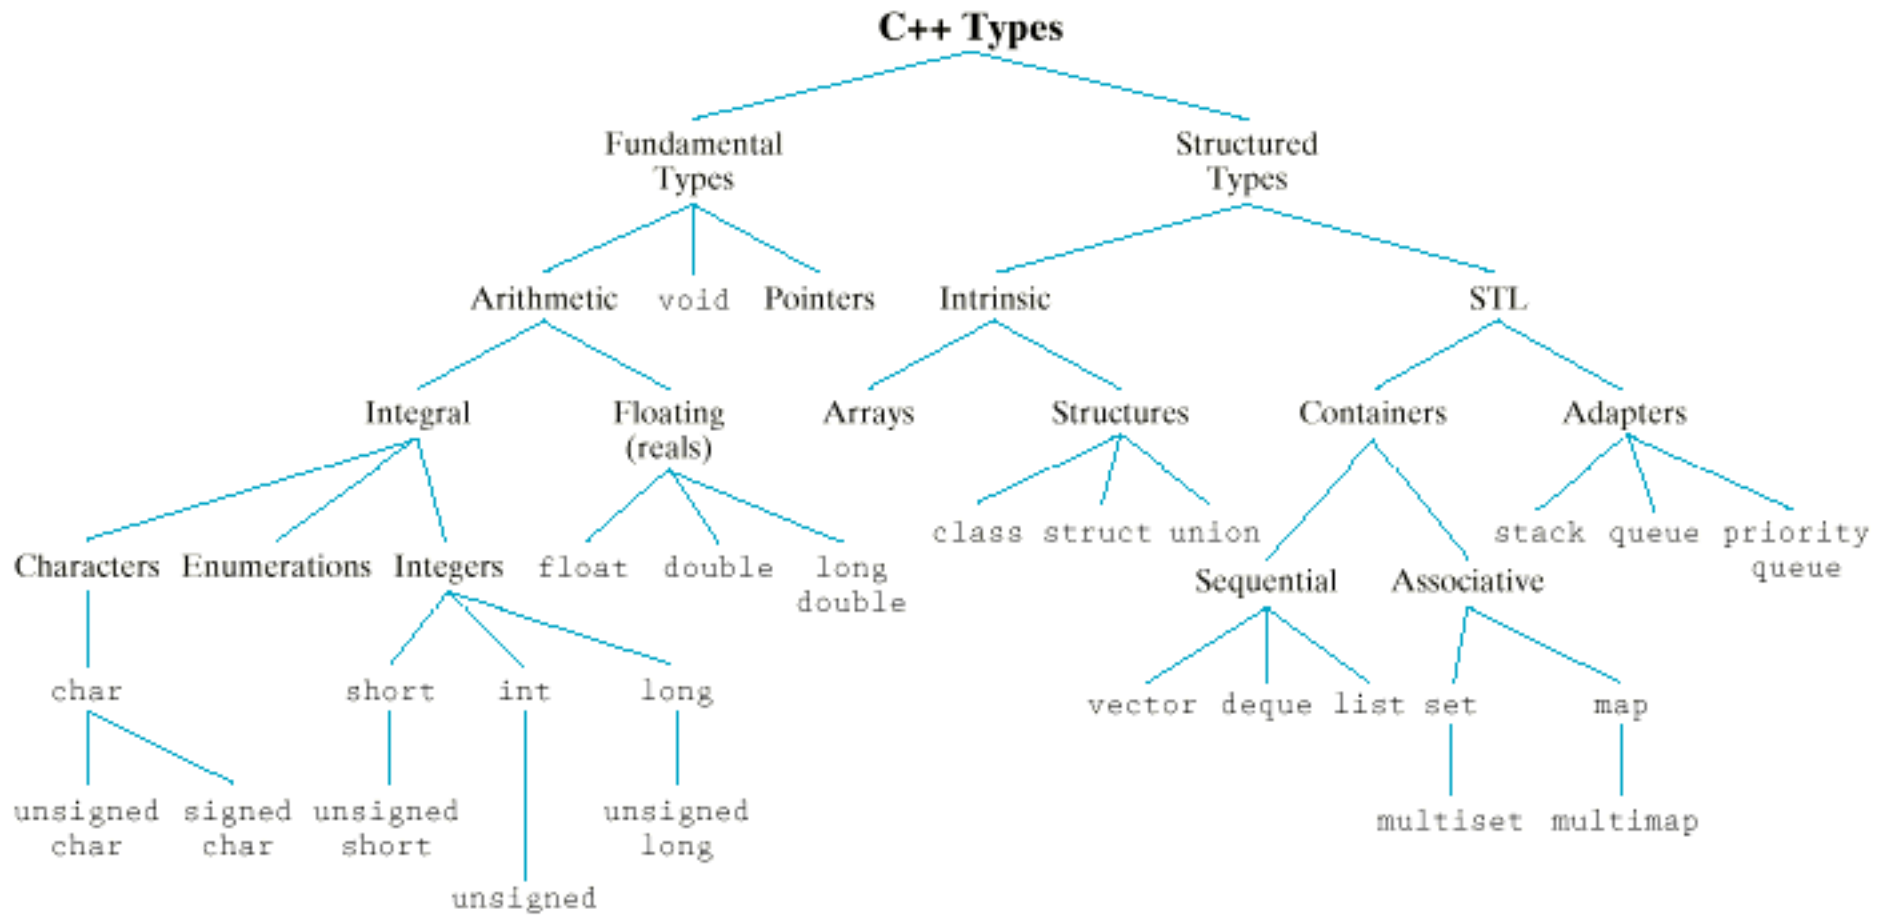 C++ Types
Fundamental
Types
Structured
Types
Arithmetic
void
Pointers
Intrinsic
STL
Integral
Floating
(reals)
Arrays
Structures
Containers
Adapters
class
struct
union
stack
queue
priority
queue
Characters
Enumerations
Integers
float
double
long
double
Sequential
Associative
char
short
int
long
vector
deque
list
set
map
unsigned
char
signed
char
unsigned
short
unsigned
long
multiset
multimap
unsigned